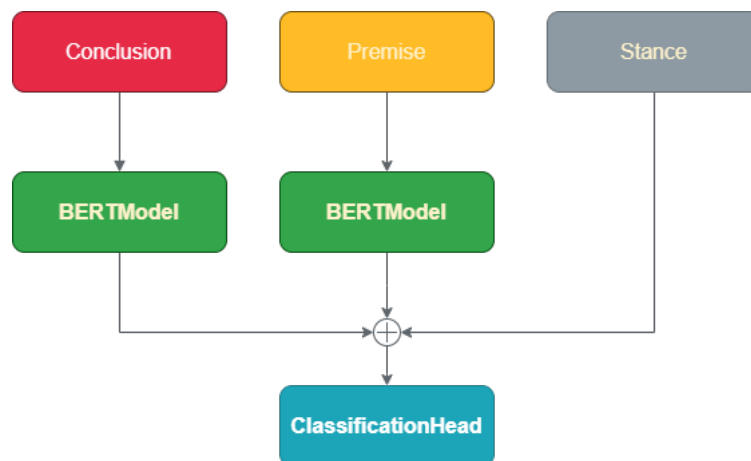 Conclusion
Premise
Stance
BERTModel
BERTModel
ClassificationHead